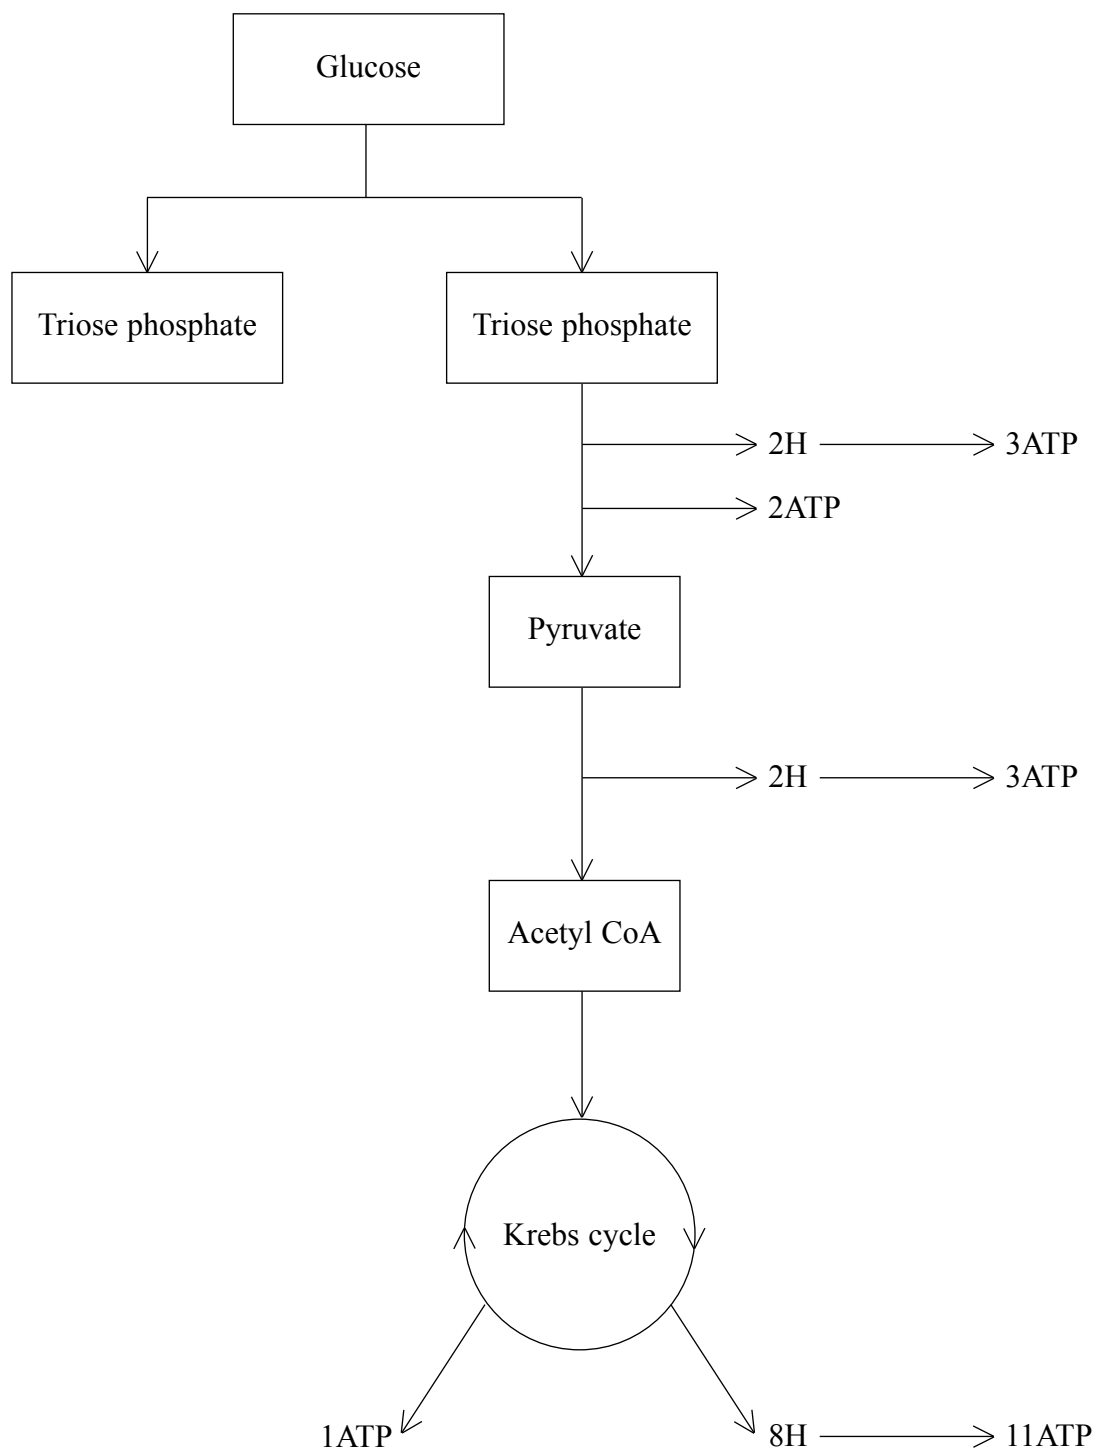 Glucose
Triose phosphate
Triose phosphate
2H
3ATP
2ATP
Pyruvate
2H
3ATP
Acetyl CoA
Krebs cycle
1ATP
8H
11ATP